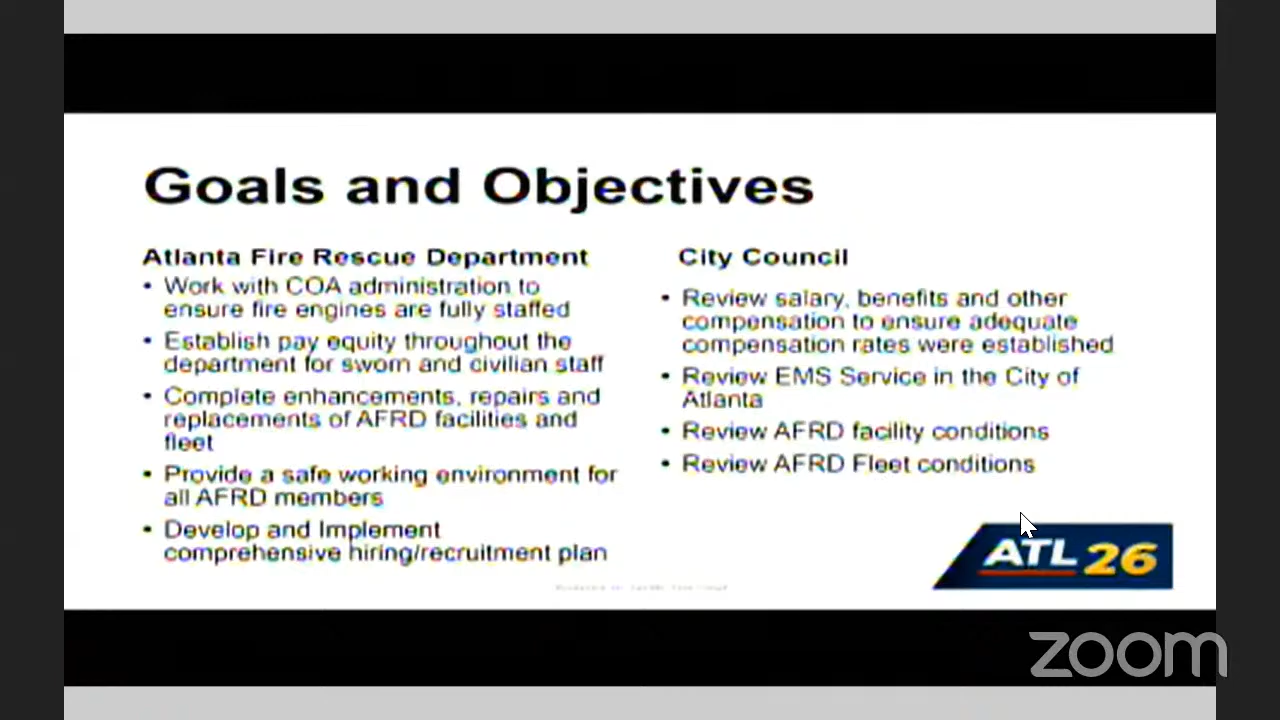 Goals and Objectives
Atlanta Fire Rescue Department
• Work with COA administration to
ensure fire engines are fully staffed
• Establish pay equity throughout the
department for sworn and civilian staff
• Complete enhancements, repairs and
replacements of AFRD facilities and
fleet
• Provide a safe working environment for
all AFRD members
• Develop and Implement
comprehensive hiring/recruitment plan
City Council
• Review salary, benefits and other
compensation to ensure adequate
compensation rates were established
• Review EMS Service in the City of
Atlanta
• Review AFRD facility conditions
• Review AFRD Fleet conditions
ATL 26
zoom